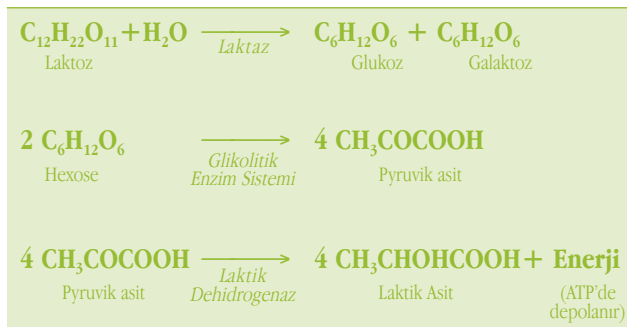 C₁₂H₂₂O₁₁+H₂O ⟶ C₆H₁₂O₆ + C₆H₁₂O₆
Laktaz
Laktoz Glukoz Galaktoz
2 C₆H₁₂O₆ ⟶ 4 CH₃COCOOH
Glikolitik
Hexose Enzim Sistemi Pyruvik asit
4 CH₃COCOOH ⟶ 4 CH₃CHOHCOOH + Enerji
Laktik
Pyruvik asit Dehidrogenaz Laktik Asit (ATP'de
depolanır)